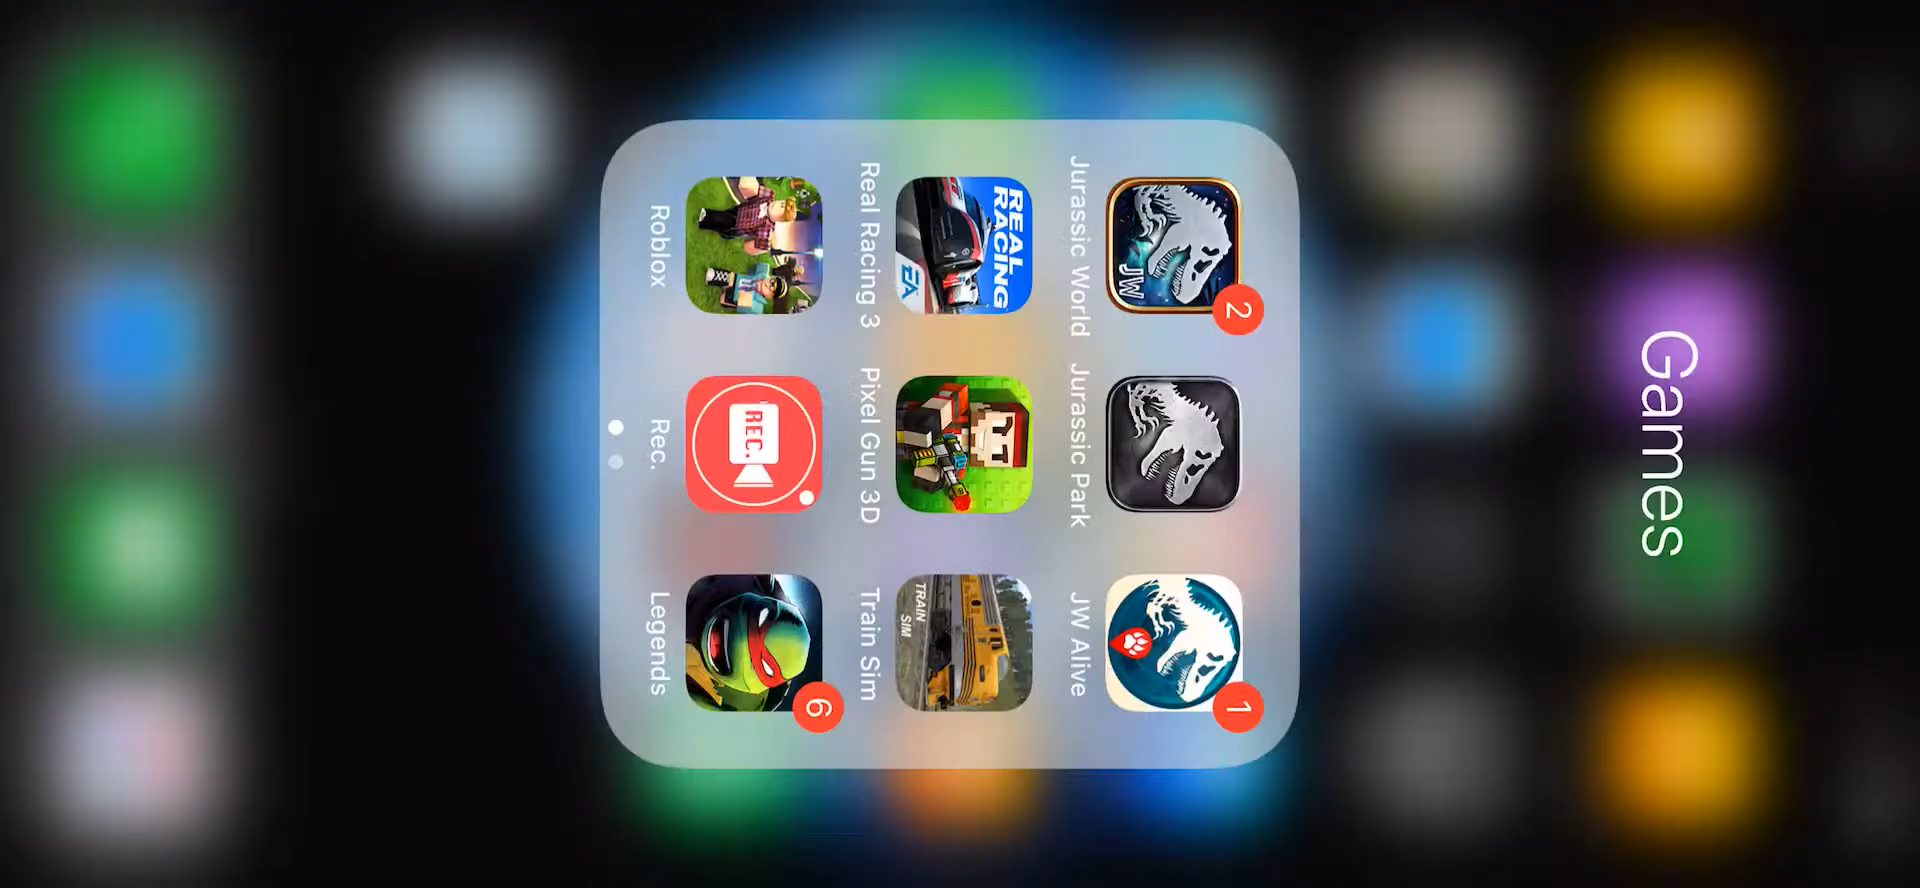 Games
JW
2
1
Jurassic World
Jurassic Park
JW Alive
REAL
RACING
EA
TRAIN
SIM
Real Racing 3
Pixel Gun 3D
Train Sim
REC.
6
Roblox
Rec.
Legends